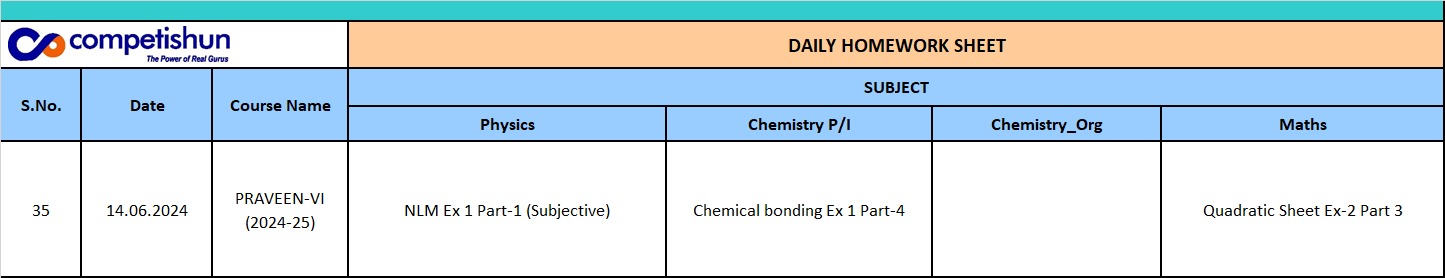 competishun
The Power of Real Gurus
DAILY HOMEWORK SHEET
S.No.
Date
Course Name
SUBJECT
Physics
Chemistry P/I
Chemistry_Org
Maths
35
14.06.2024
PRAVEEN-VI
(2024-25)
NLM Ex 1 Part-1 (Subjective)
Chemical bonding Ex 1 Part-4
Quadratic Sheet Ex-2 Part 3